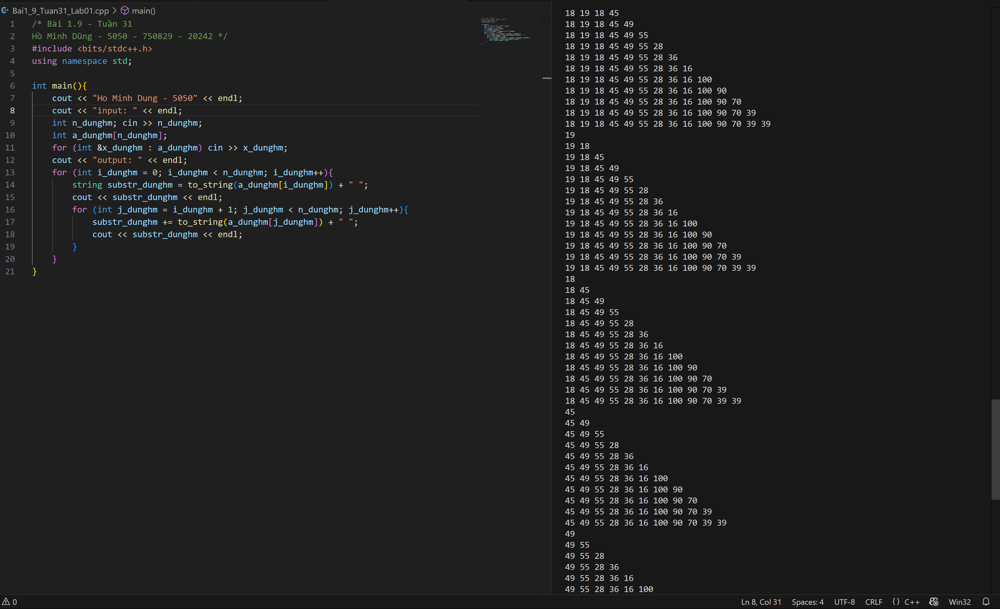 Bai1_9_Tuan31_Lab01.cpp > main()
1 /* Bài 1.9 - Tuần 31
2 Hồ Minh Dũng - 5050 - 750829 - 20242 */
3 #include <bits/stdc++.h>
4 using namespace std;
5
6 int main(){
7 cout << "Ho Minh Dung - 5050" << endl;
8 cout << "input: " << endl;
9 int n_dunghm; cin >> n_dunghm;
10 int a_dunghm[n_dunghm];
11 for (int &x_dunghm : a_dunghm) cin >> x_dunghm;
12 cout << "output: " << endl;
13 for (int i_dunghm = 0; i_dunghm < n_dunghm; i_dunghm++){
14 string substr_dunghm = to_string(a_dunghm[i_dunghm]) + " ";
15 cout << substr_dunghm << endl;
16 for (int j_dunghm = i_dunghm + 1; j_dunghm < n_dunghm; j_dunghm++){
17 substr_dunghm += to_string(a_dunghm[j_dunghm]) + " ";
18 cout << substr_dunghm << endl;
19 }
20 }
21 }
18 19 18 45
18 19 18 45 49
18 19 18 45 49 55
18 19 18 45 49 55 28
18 19 18 45 49 55 28 36
18 19 18 45 49 55 28 36 16
18 19 18 45 49 55 28 36 16 100
18 19 18 45 49 55 28 36 16 100 90
18 19 18 45 49 55 28 36 16 100 90 70
18 19 18 45 49 55 28 36 16 100 90 70 39
18 19 18 45 49 55 28 36 16 100 90 70 39 39
19
19 18
19 18 45
19 18 45 49
19 18 45 49 55
19 18 45 49 55 28
19 18 45 49 55 28 36
19 18 45 49 55 28 36 16
19 18 45 49 55 28 36 16 100
19 18 45 49 55 28 36 16 100 90
19 18 45 49 55 28 36 16 100 90 70
19 18 45 49 55 28 36 16 100 90 70 39
19 18 45 49 55 28 36 16 100 90 70 39 39
18
18 45
18 45 49
18 45 49 55
18 45 49 55 28
18 45 49 55 28 36
18 45 49 55 28 36 16
18 45 49 55 28 36 16 100
18 45 49 55 28 36 16 100 90
18 45 49 55 28 36 16 100 90 70
18 45 49 55 28 36 16 100 90 70 39
18 45 49 55 28 36 16 100 90 70 39 39
45
45 49
45 49 55
45 49 55 28
45 49 55 28 36
45 49 55 28 36 16
45 49 55 28 36 16 100
45 49 55 28 36 16 100 90
45 49 55 28 36 16 100 90 70
45 49 55 28 36 16 100 90 70 39
45 49 55 28 36 16 100 90 70 39 39
49
49 55
49 55 28
49 55 28 36
49 55 28 36 16
49 55 28 36 16 100
0 Ln 8, Col 31 Spaces: 4 UTF-8 CRLF {} C++ Win32